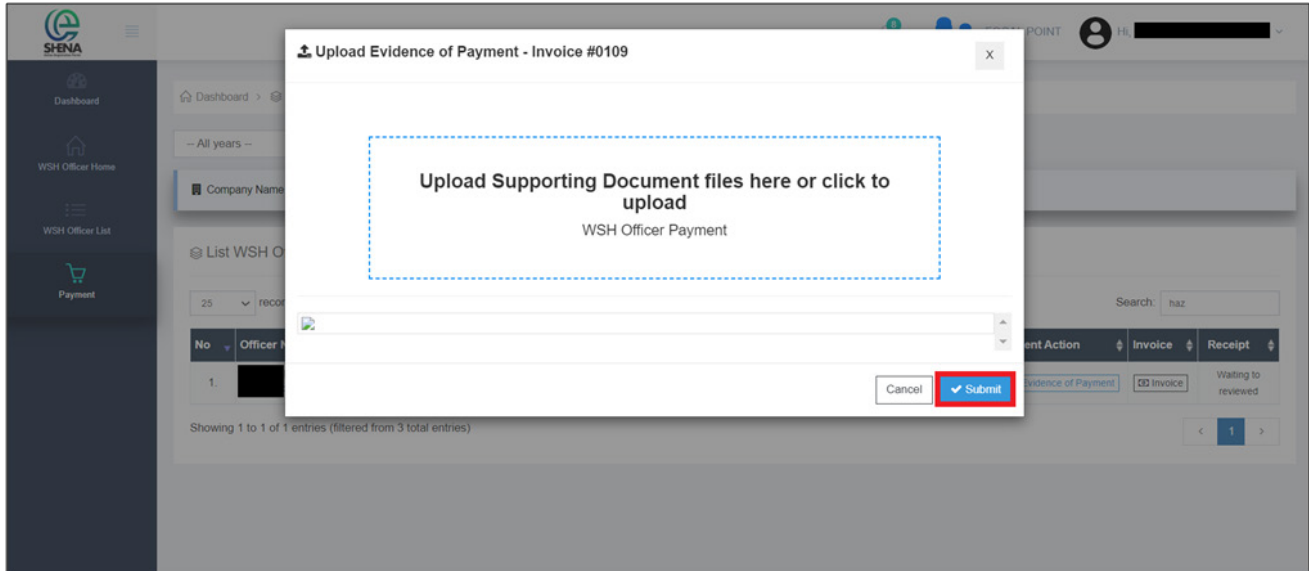 SHENA
8
POINT
Hi,
Upload Evidence of Payment - Invoice #0109
X
Dashboard
Dashboard >
-- All years --
WSH Officer Home
Company Name
Upload Supporting Document files here or click to
upload
WSH Officer Payment
WSH Officer List
List WSH O
Payment
25 recor
Search: haz
No Officer N
ent Action Invoice Receipt
1.
Evidence of Payment Invoice Waiting to
reviewed
Cancel Submit
Showing 1 to 1 of 1 entries (filtered from 3 total entries)
< 1 >